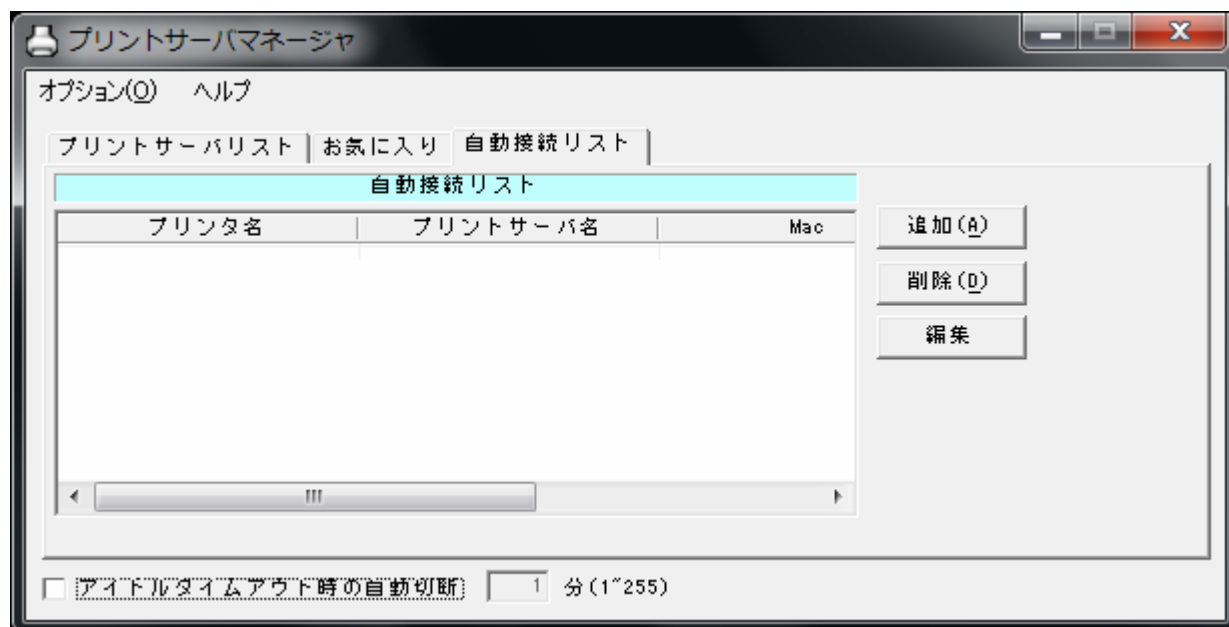 プリントサーバマネージャ
オプション(O) ヘルプ
プリントサーバリスト お気に入り 自動接続リスト
自動接続リスト
プリンタ名 プリントサーバ名 Mac
追加(A)
削除(D)
編集
アイドルタイムアウト時の自動切断 1 分(1~255)